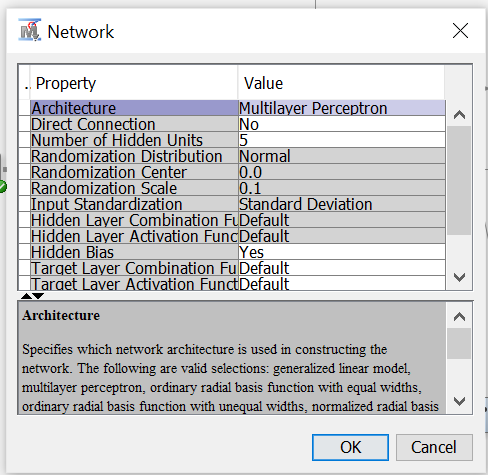 Network
. Property Value
Architecture Multilayer Perceptron
Direct Connection No
Number of Hidden Units 5
Randomization Distribution Normal
Randomization Center 0.0
Randomization Scale 0.1
Input Standardization Standard Deviation
Hidden Layer Combination Fu Default
Hidden Layer Activation Func Default
Hidden Bias Yes
Target Layer Combination Fu Default
Target Layer Activation Funct Default
Architecture
Specifies which network architecture is used in constructing the
network. The following are valid selections: generalized linear model,
multilayer perceptron, ordinary radial basis function with equal widths,
ordinary radial basis function with unequal widths, normalized radial basis
OK Cancel